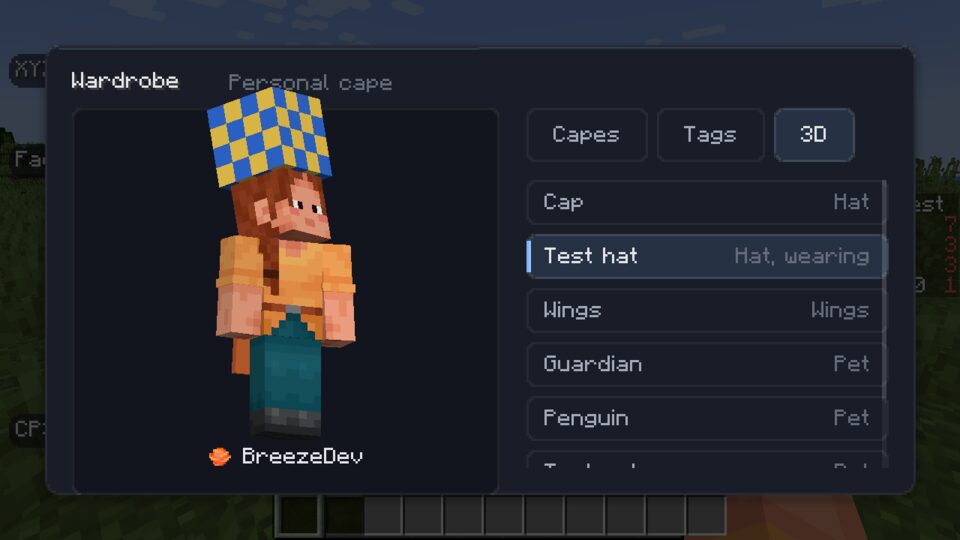 Wardrobe Personal cape
XYZ
Capes Tags 3D
Cap Hat
Test hat Hat, wearing
Wings Wings
Guardian Pet
Penguin Pet
BreezeDev